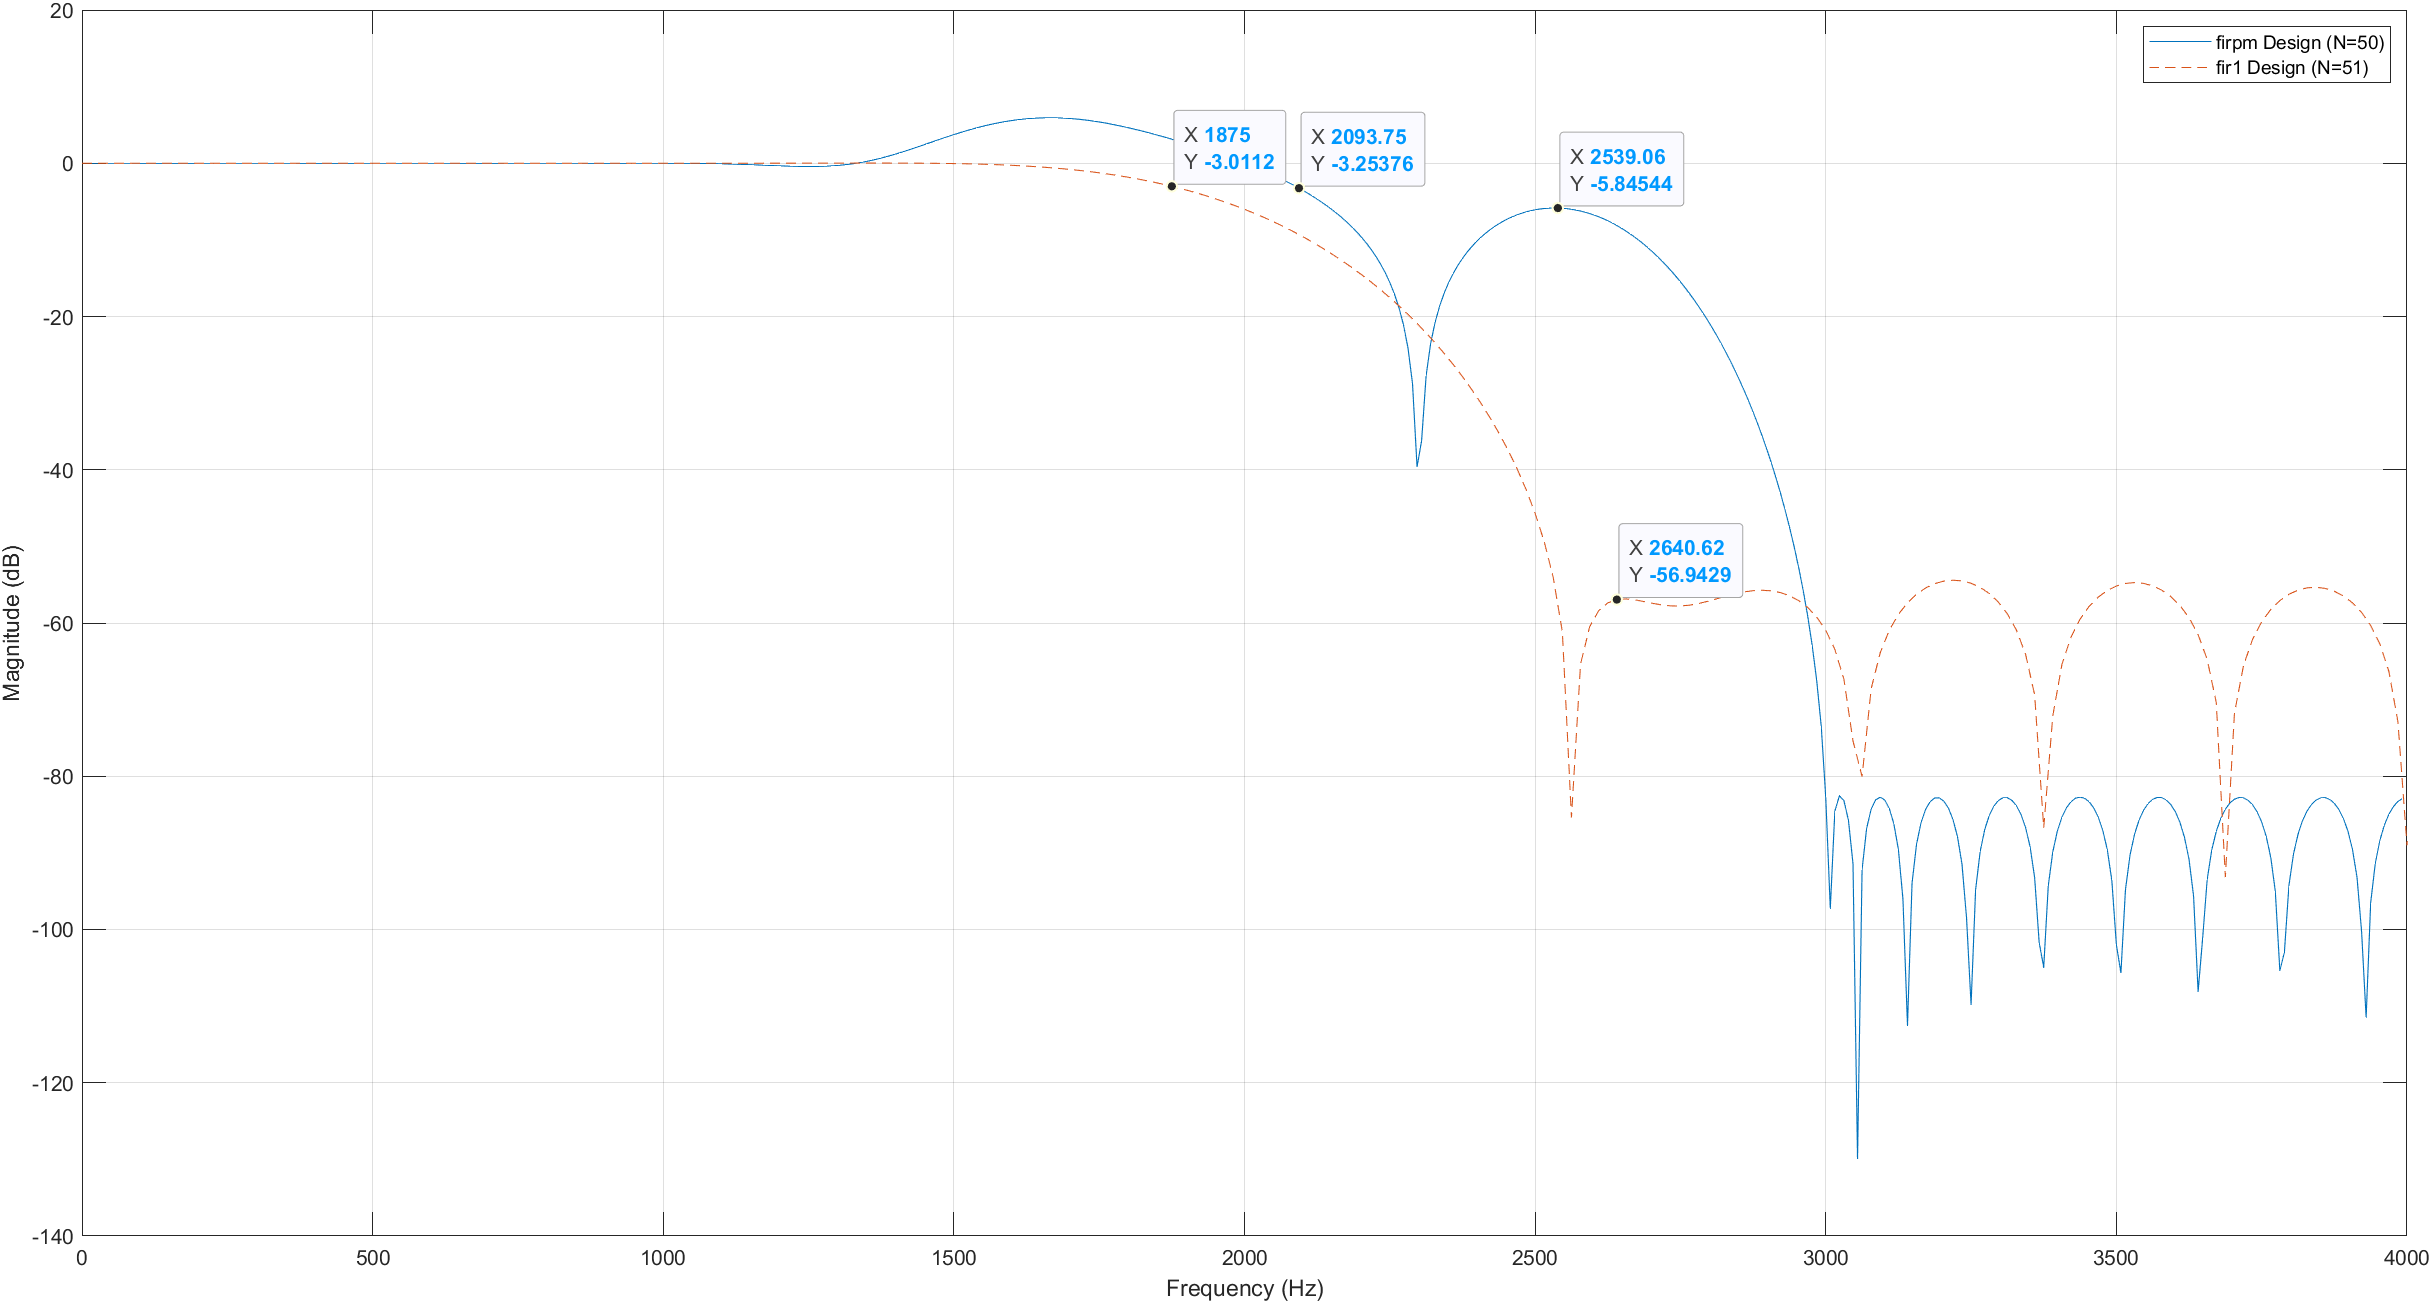 20
0
-20
-40
-60
-80
-100
-120
-140
0 500 1000 1500 2000 2500 3000 3500 4000
Magnitude (dB)
Frequency (Hz)
firpm Design (N=50)
fir1 Design (N=51)
X 1875
Y -3.0112
X 2093.75
Y -3.25376
X 2539.06
Y -5.84544
X 2640.62
Y -56.9429